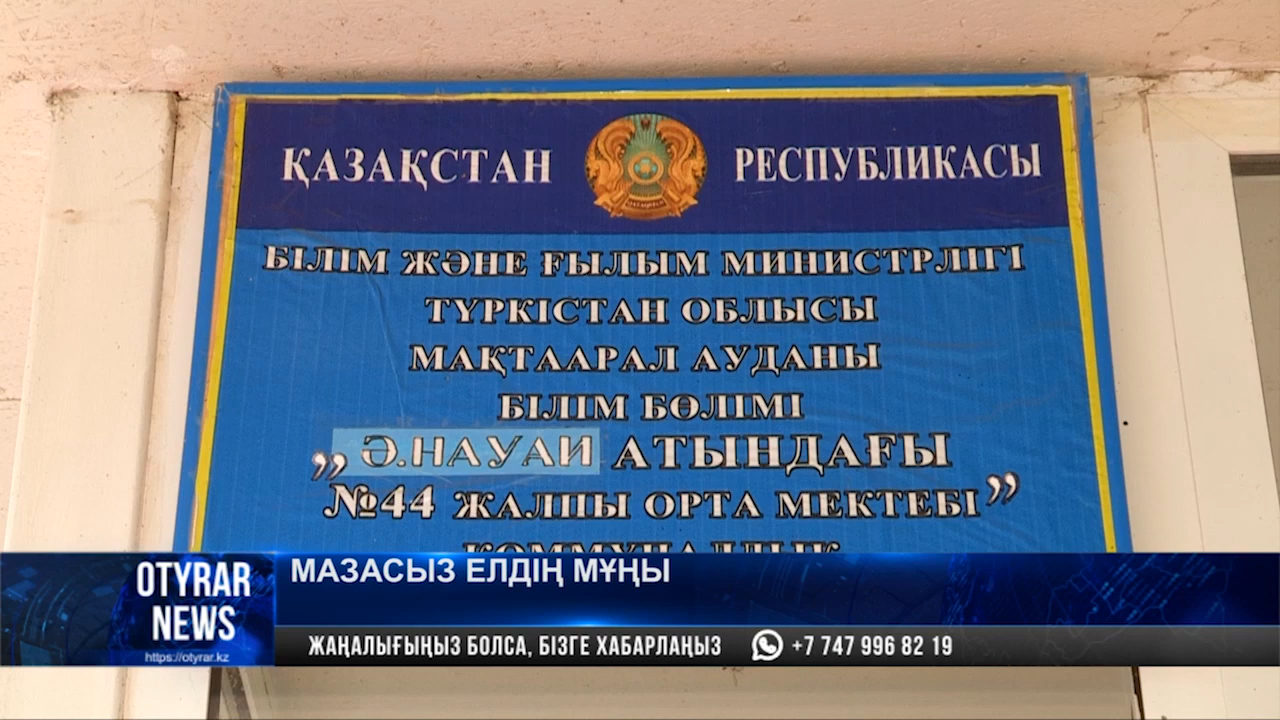 ҚАЗАҚСТАН РЕСПУБЛИКАСЫ
БІЛІМ ЖӘНЕ ҒЫЛЫМ МИНИСТРЛІГІ
ТҮРКІСТАН ОБЛЫСЫ
МАҚТААРАЛ АУДАНЫ
БІЛІМ БӨЛІМІ
„Ә.НАУАИ АТЫНДАҒЫ
№44 ЖАЛПЫ ОРТА МЕКТЕБІ”
КОММУНАЛДЫҚ
OTYRAR NEWS
https://otyrar.kz
МАЗАСЫЗ ЕЛДІҢ МҰҢЫ
ЖАҢАЛЫҒЫҢЫЗ БОЛСА, БІЗГЕ ХАБАРЛАҢЫЗ +7 747 996 82 19